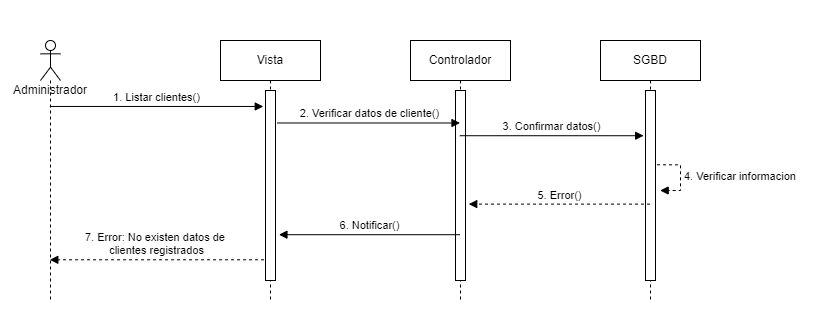 Vista
Controlador
SGBD
Administrador
1. Listar clientes()
2. Verificar datos de cliente()
3. Confirmar datos()
4. Verificar informacion
5. Error()
6. Notificar()
7. Error: No existen datos de
clientes registrados